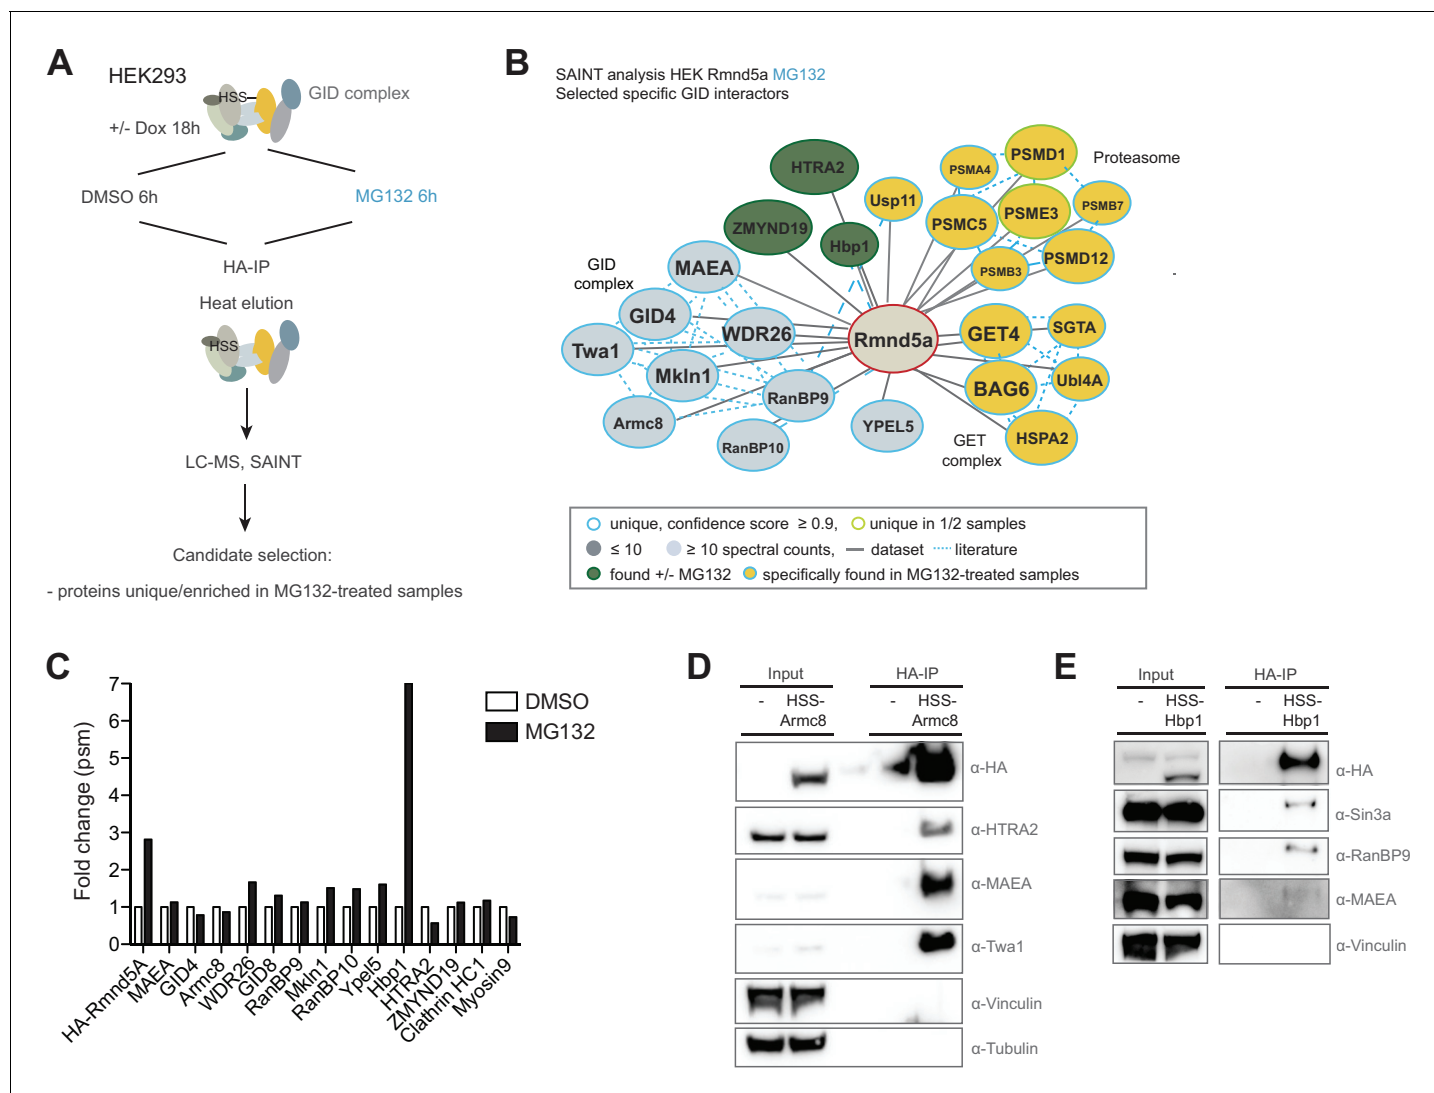 A
HEK293
HSS
GID complex
+/- Dox 18h
DMSO 6h
MG132 6h
HA-IP
Heat elution
HSS
LC-MS, SAINT
Candidate selection:
- proteins unique/enriched in MG132-treated samples
B
SAINT analysis HEK Rmnd5a MG132
Selected specific GID interactors
HTRA2
ZMYND19
Hbp1
Usp11
PSMA4
PSMD1
Proteasome
PSMC5
PSME3
PSMB7
PSMB3
PSMD12
GID
complex
MAEA
GID4
WDR26
Twa1
Mkln1
RanBP9
Armc8
RanBP10
YPEL5
Rmnd5a
GET4
SGTA
BAG6
Ubl4A
HSPA2
GET
complex
unique, confidence score ≥ 0.9, unique in 1/2 samples
≤ 10 ≥ 10 spectral counts, dataset literature
found +/- MG132 specifically found in MG132-treated samples
C
Fold change (psm)
7
6
5
4
3
2
1
0
DMSO
MG132
HA-Rmnd5A
MAEA
GID4
Armc8
WDR26
GID8
RanBP9
Mkln1
RanBP10
Ypel5
Hbp1
HTRA2
ZMYND19
Clathrin HC1
Myosin9
D
Input HA-IP
- HSS- - HSS-
Armc8 Armc8
α-HA
α-HTRA2
α-MAEA
α-Twa1
α-Vinculin
α-Tubulin
E
Input HA-IP
- HSS- - HSS-
Hbp1 Hbp1
α-HA
α-Sin3a
α-RanBP9
α-MAEA
α-Vinculin